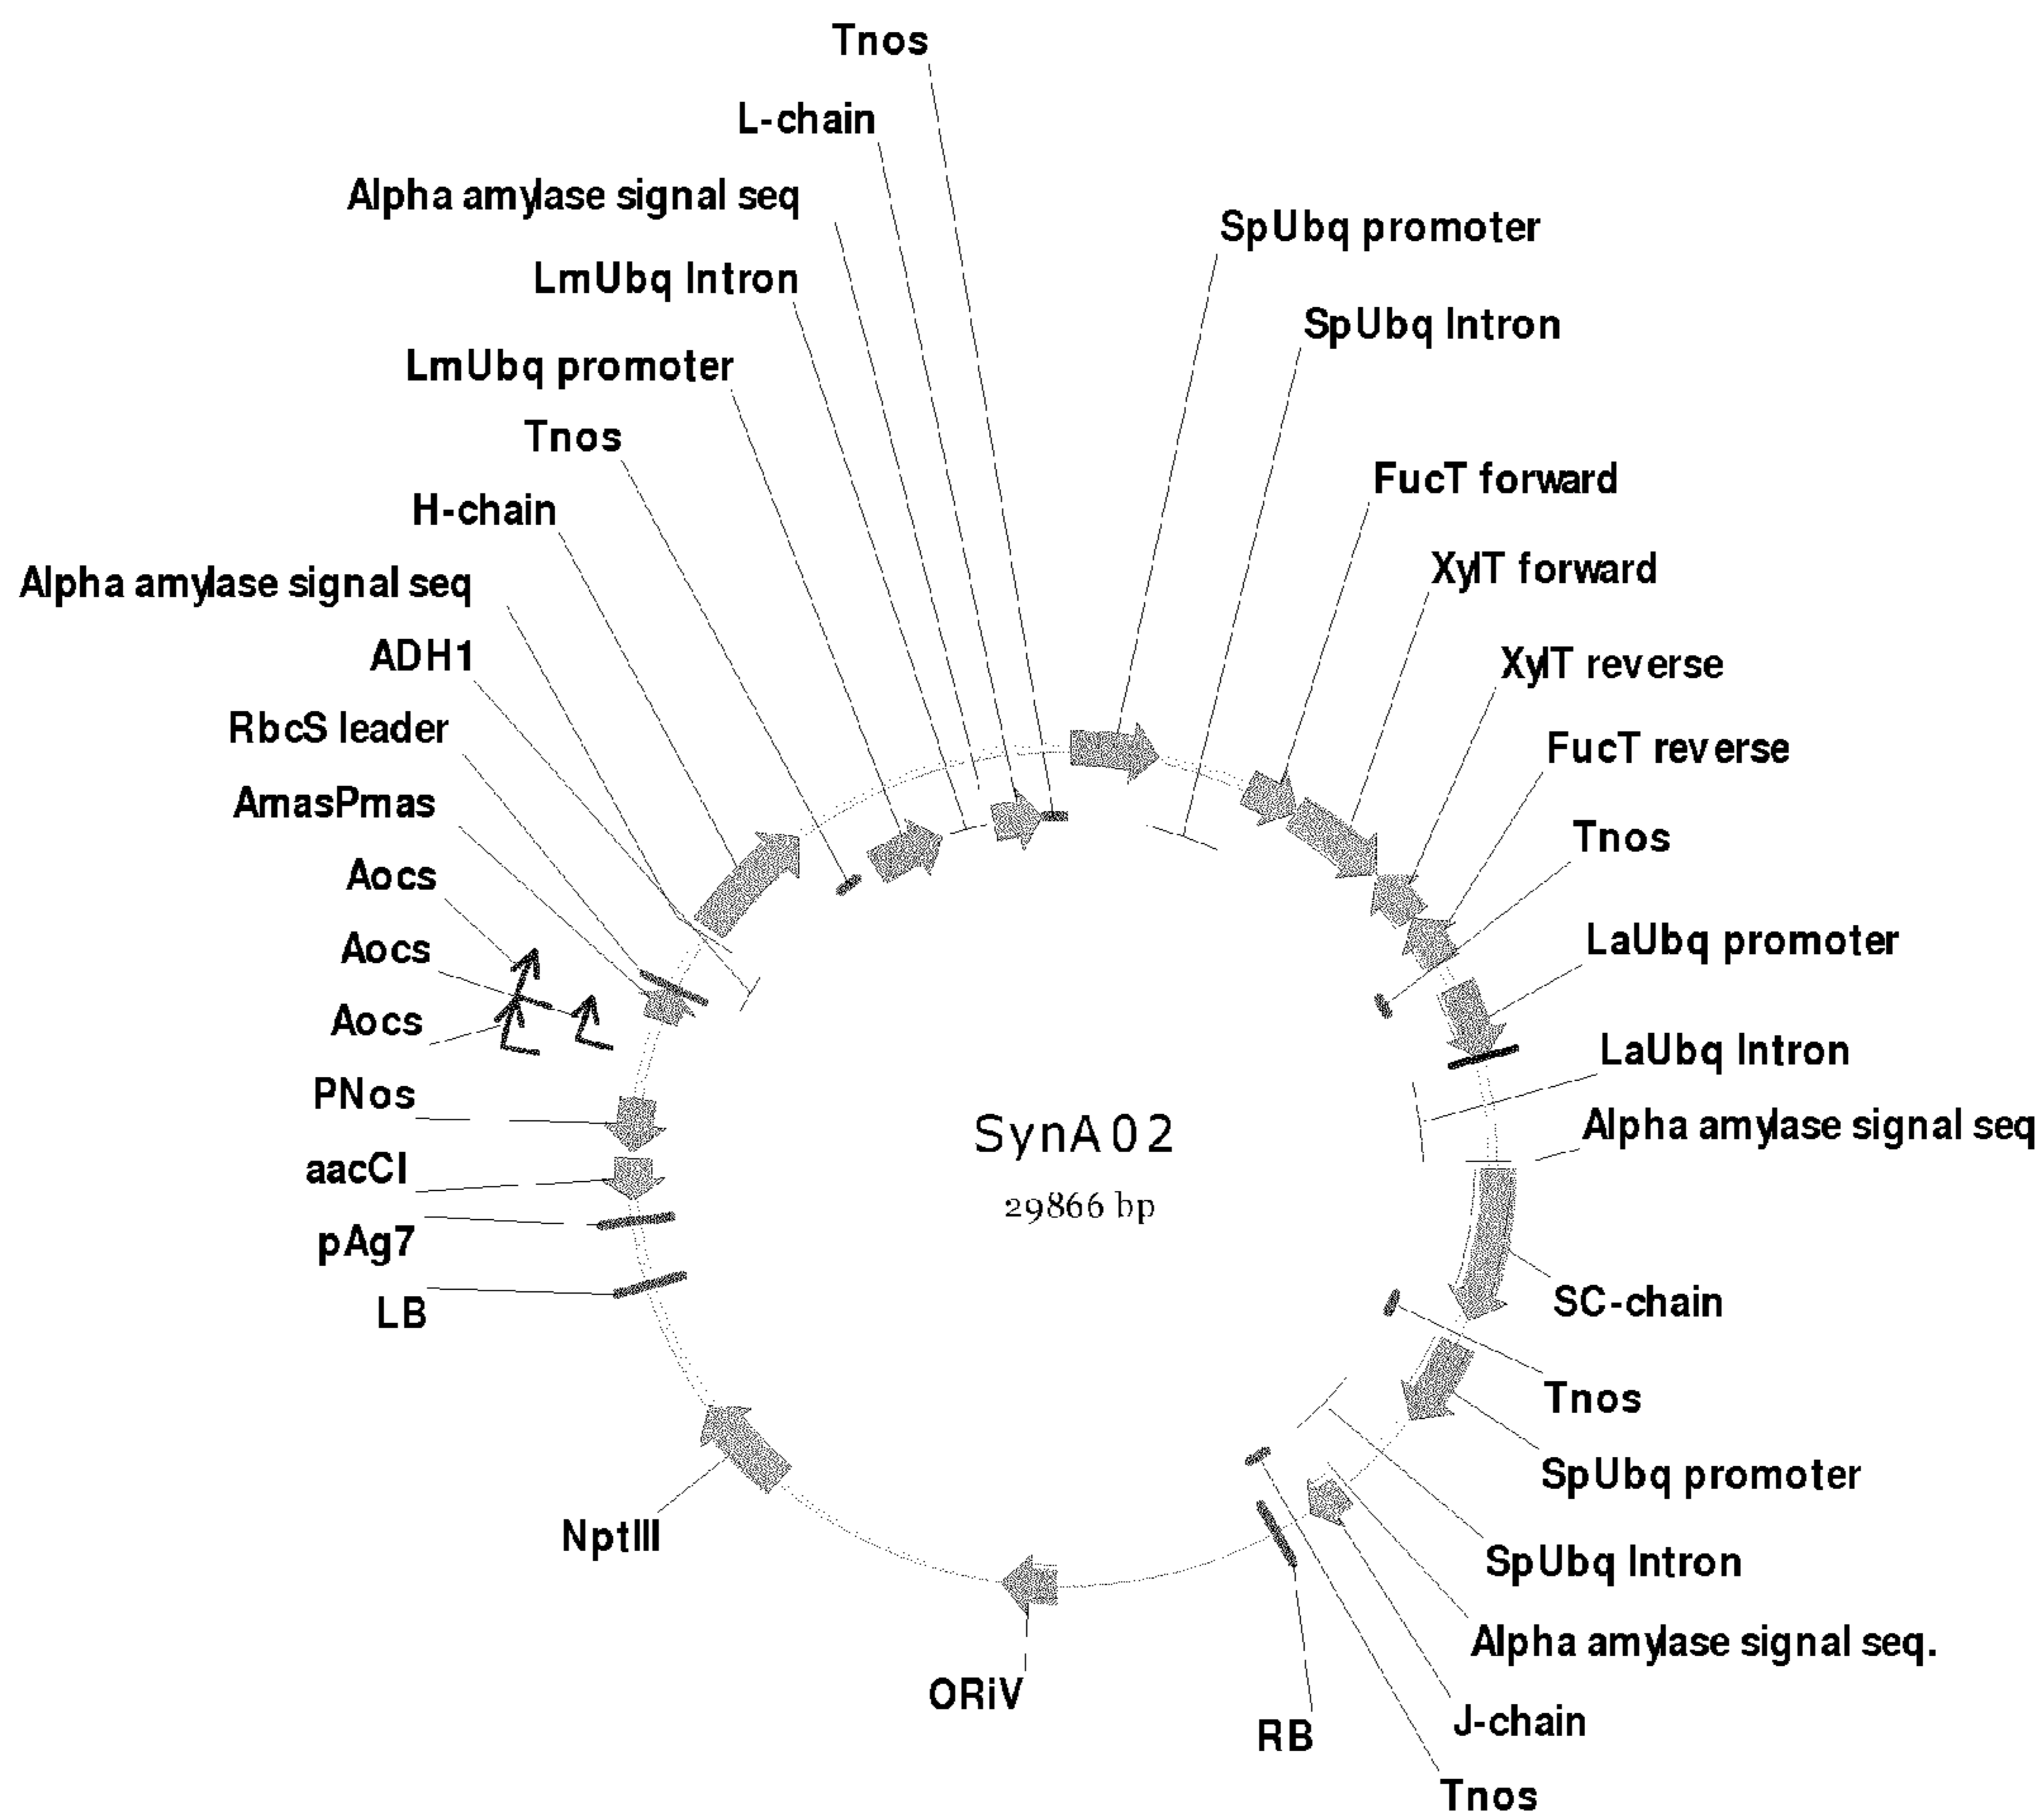 Tnos
L-chain
Alpha amylase signal seq
SpUbq promoter
LmUbq Intron
SpUbq Intron
LmUbq promoter
Tnos
FucT forward
H-chain
XylT forward
Alpha amylase signal seq
ADH1
XylT reverse
RbcS leader
FucT reverse
AmasPmas
Tnos
Aocs
LaUbq promoter
Aocs
Aocs
LaUbq Intron
PNos
Alpha amylase signal seq
SynA02
aacCI
29866 bp
pAg7
SC-chain
LB
Tnos
SpUbq promoter
NptIII
SpUbq Intron
Alpha amylase signal seq.
ORiV
J-chain
RB
Tnos